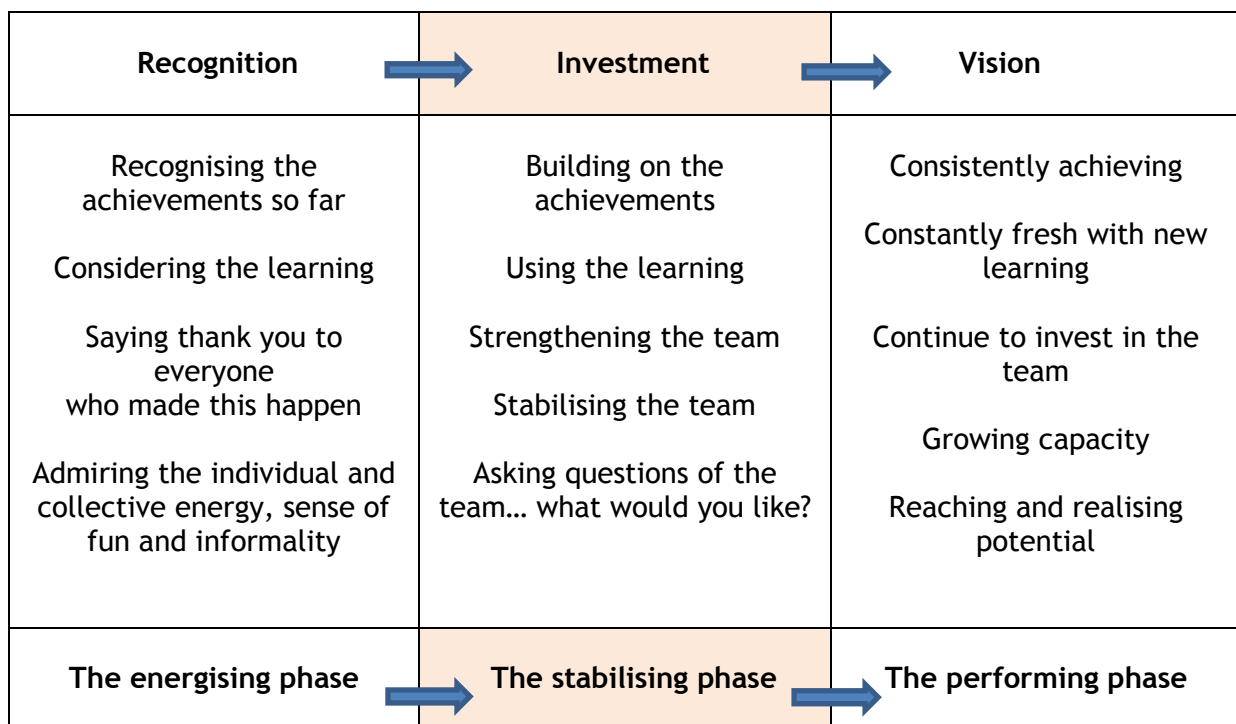 Recognition
Investment
Vision
Recognising the
achievements so far
Considering the learning
Saying thank you to
everyone
who made this happen
Admiring the individual and
collective energy, sense of
fun and informality
Building on the
achievements
Using the learning
Strengthening the team
Stabilising the team
Asking questions of the
team… what would you like?
Consistently achieving
Constantly fresh with new
learning
Continue to invest in the
team
Growing capacity
Reaching and realising
potential
The energising phase
The stabilising phase
The performing phase